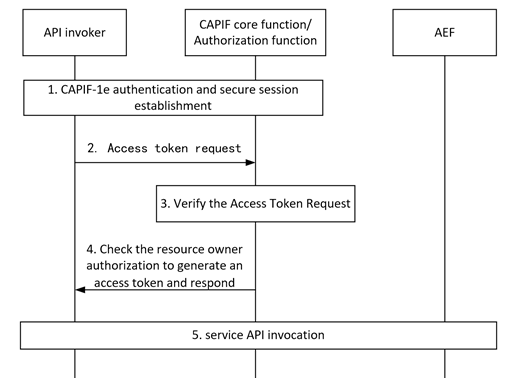 API invoker
CAPIF core function/
Authorization function
AEF
1. CAPIF-1e authentication and secure session
establishment
2. Access token request
3. Verify the Access Token Request
4. Check the resource owner
authorization to generate an
access token and respond
5. service API invocation